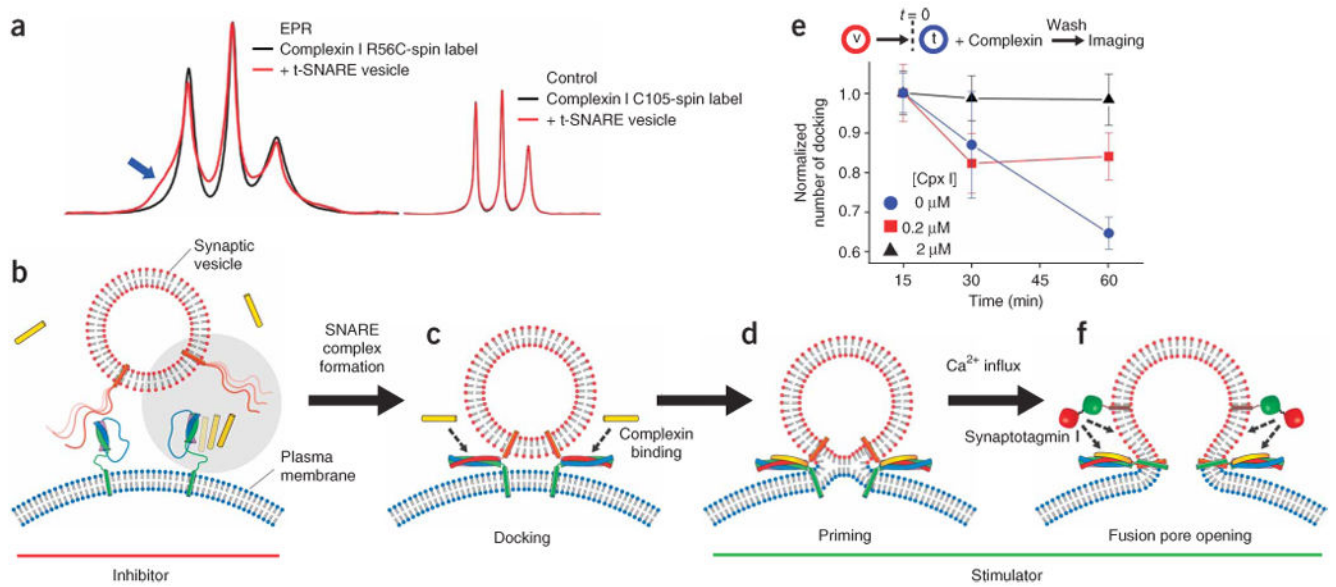 a
EPR
Complexin I R56C-spin label
+ t-SNARE vesicle
Control
Complexin I C105-spin label
+ t-SNARE vesicle
e
t = 0
v
t
+ Complexin
Wash
Imaging
Normalized
number of docking
1.0
0.9
0.8
0.7
0.6
[Cpx I]
0 μM
0.2 μM
2 μM
15
30
45
60
Time (min)
b
Synaptic
vesicle
Plasma
membrane
Inhibitor
SNARE
complex
formation
c
Complexin
binding
Docking
d
Priming
Ca2+ influx
f
Synaptotagmin I
Fusion pore opening
Stimulator